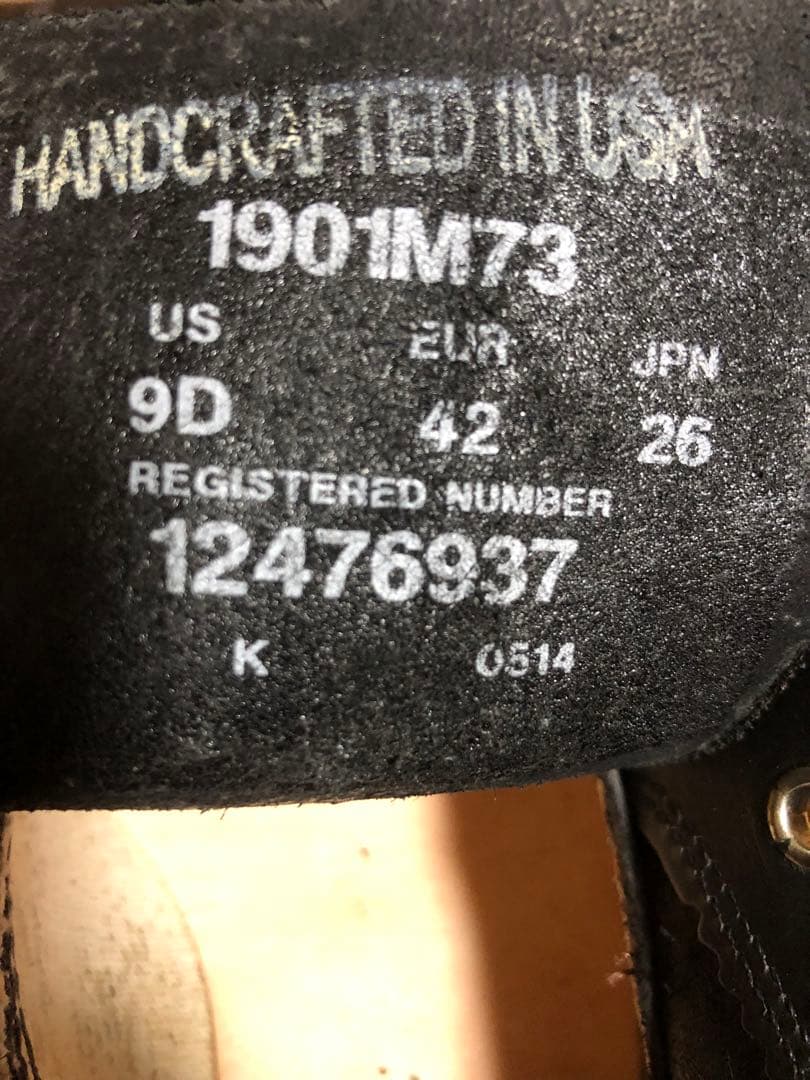 HANDCRAFTED IN USA
1901M73
US EUR JPN
9D 42 26
REGISTERED NUMBER
12476937
K 0514